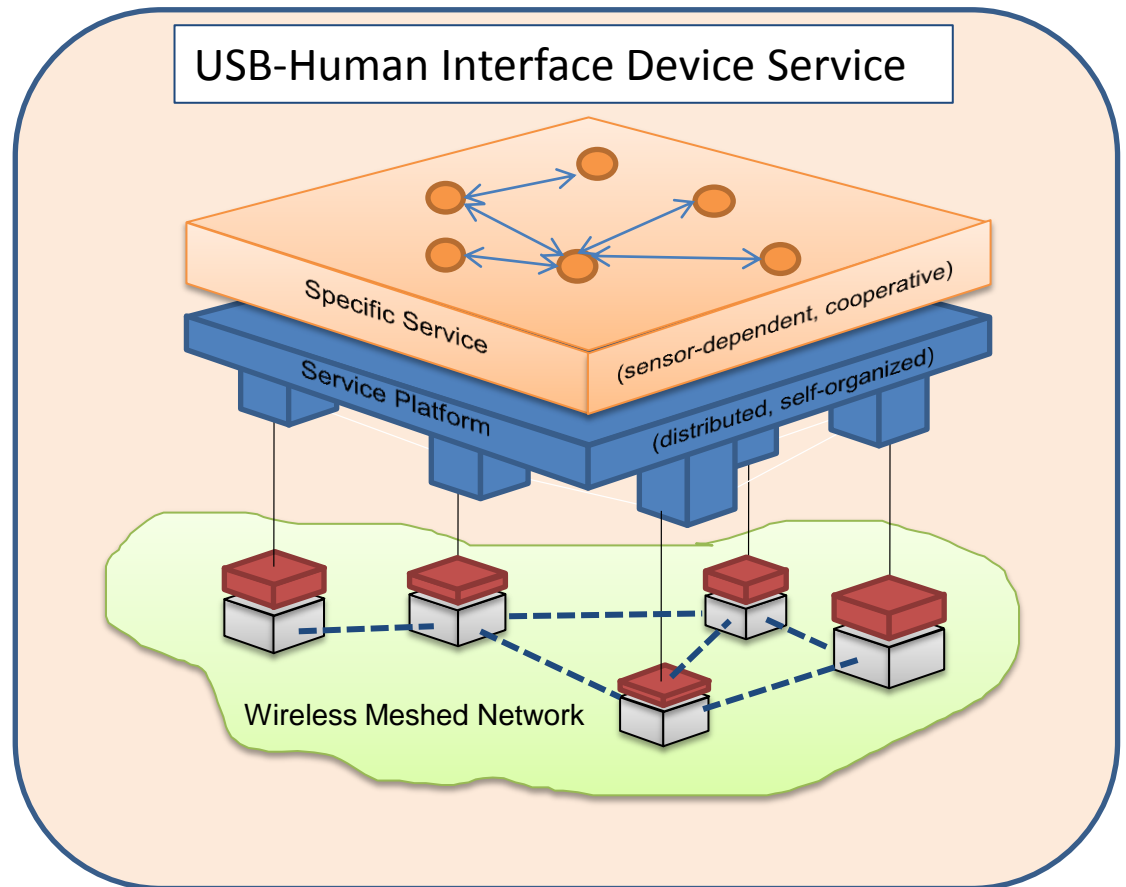 USB-Human Interface Device Service
Specific Service
(sensor-dependent, cooperative)
Service Platform
(distributed, self-organized)
Wireless Meshed Network